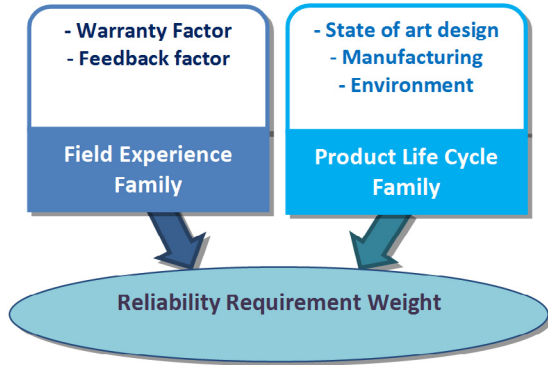 - Warranty Factor
- Feedback factor
Field Experience
Family
- State of art design
- Manufacturing
- Environment
Product Life Cycle
Family
Reliability Requirement Weight